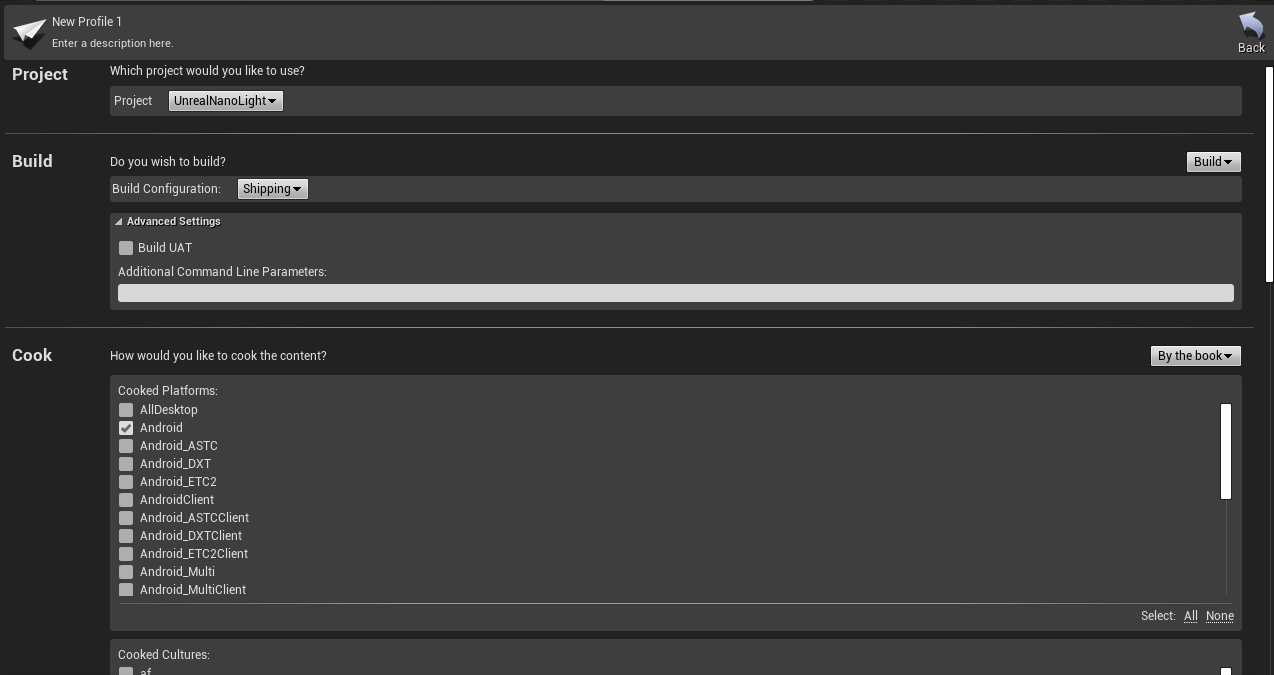 New Profile 1
Enter a description here.
Back
Project
Which project would you like to use?
Project UnrealNanoLight
Build
Do you wish to build?
Build
Build Configuration: Shipping
Advanced Settings
Build UAT
Additional Command Line Parameters:
Cook
How would you like to cook the content?
By the book
Cooked Platforms:
AllDesktop
Android
Android_ASTC
Android_DXT
Android_ETC2
AndroidClient
Android_ASTCClient
Android_DXTClient
Android_ETC2Client
Android_Multi
Android_MultiClient
Select: All None
Cooked Cultures:
af